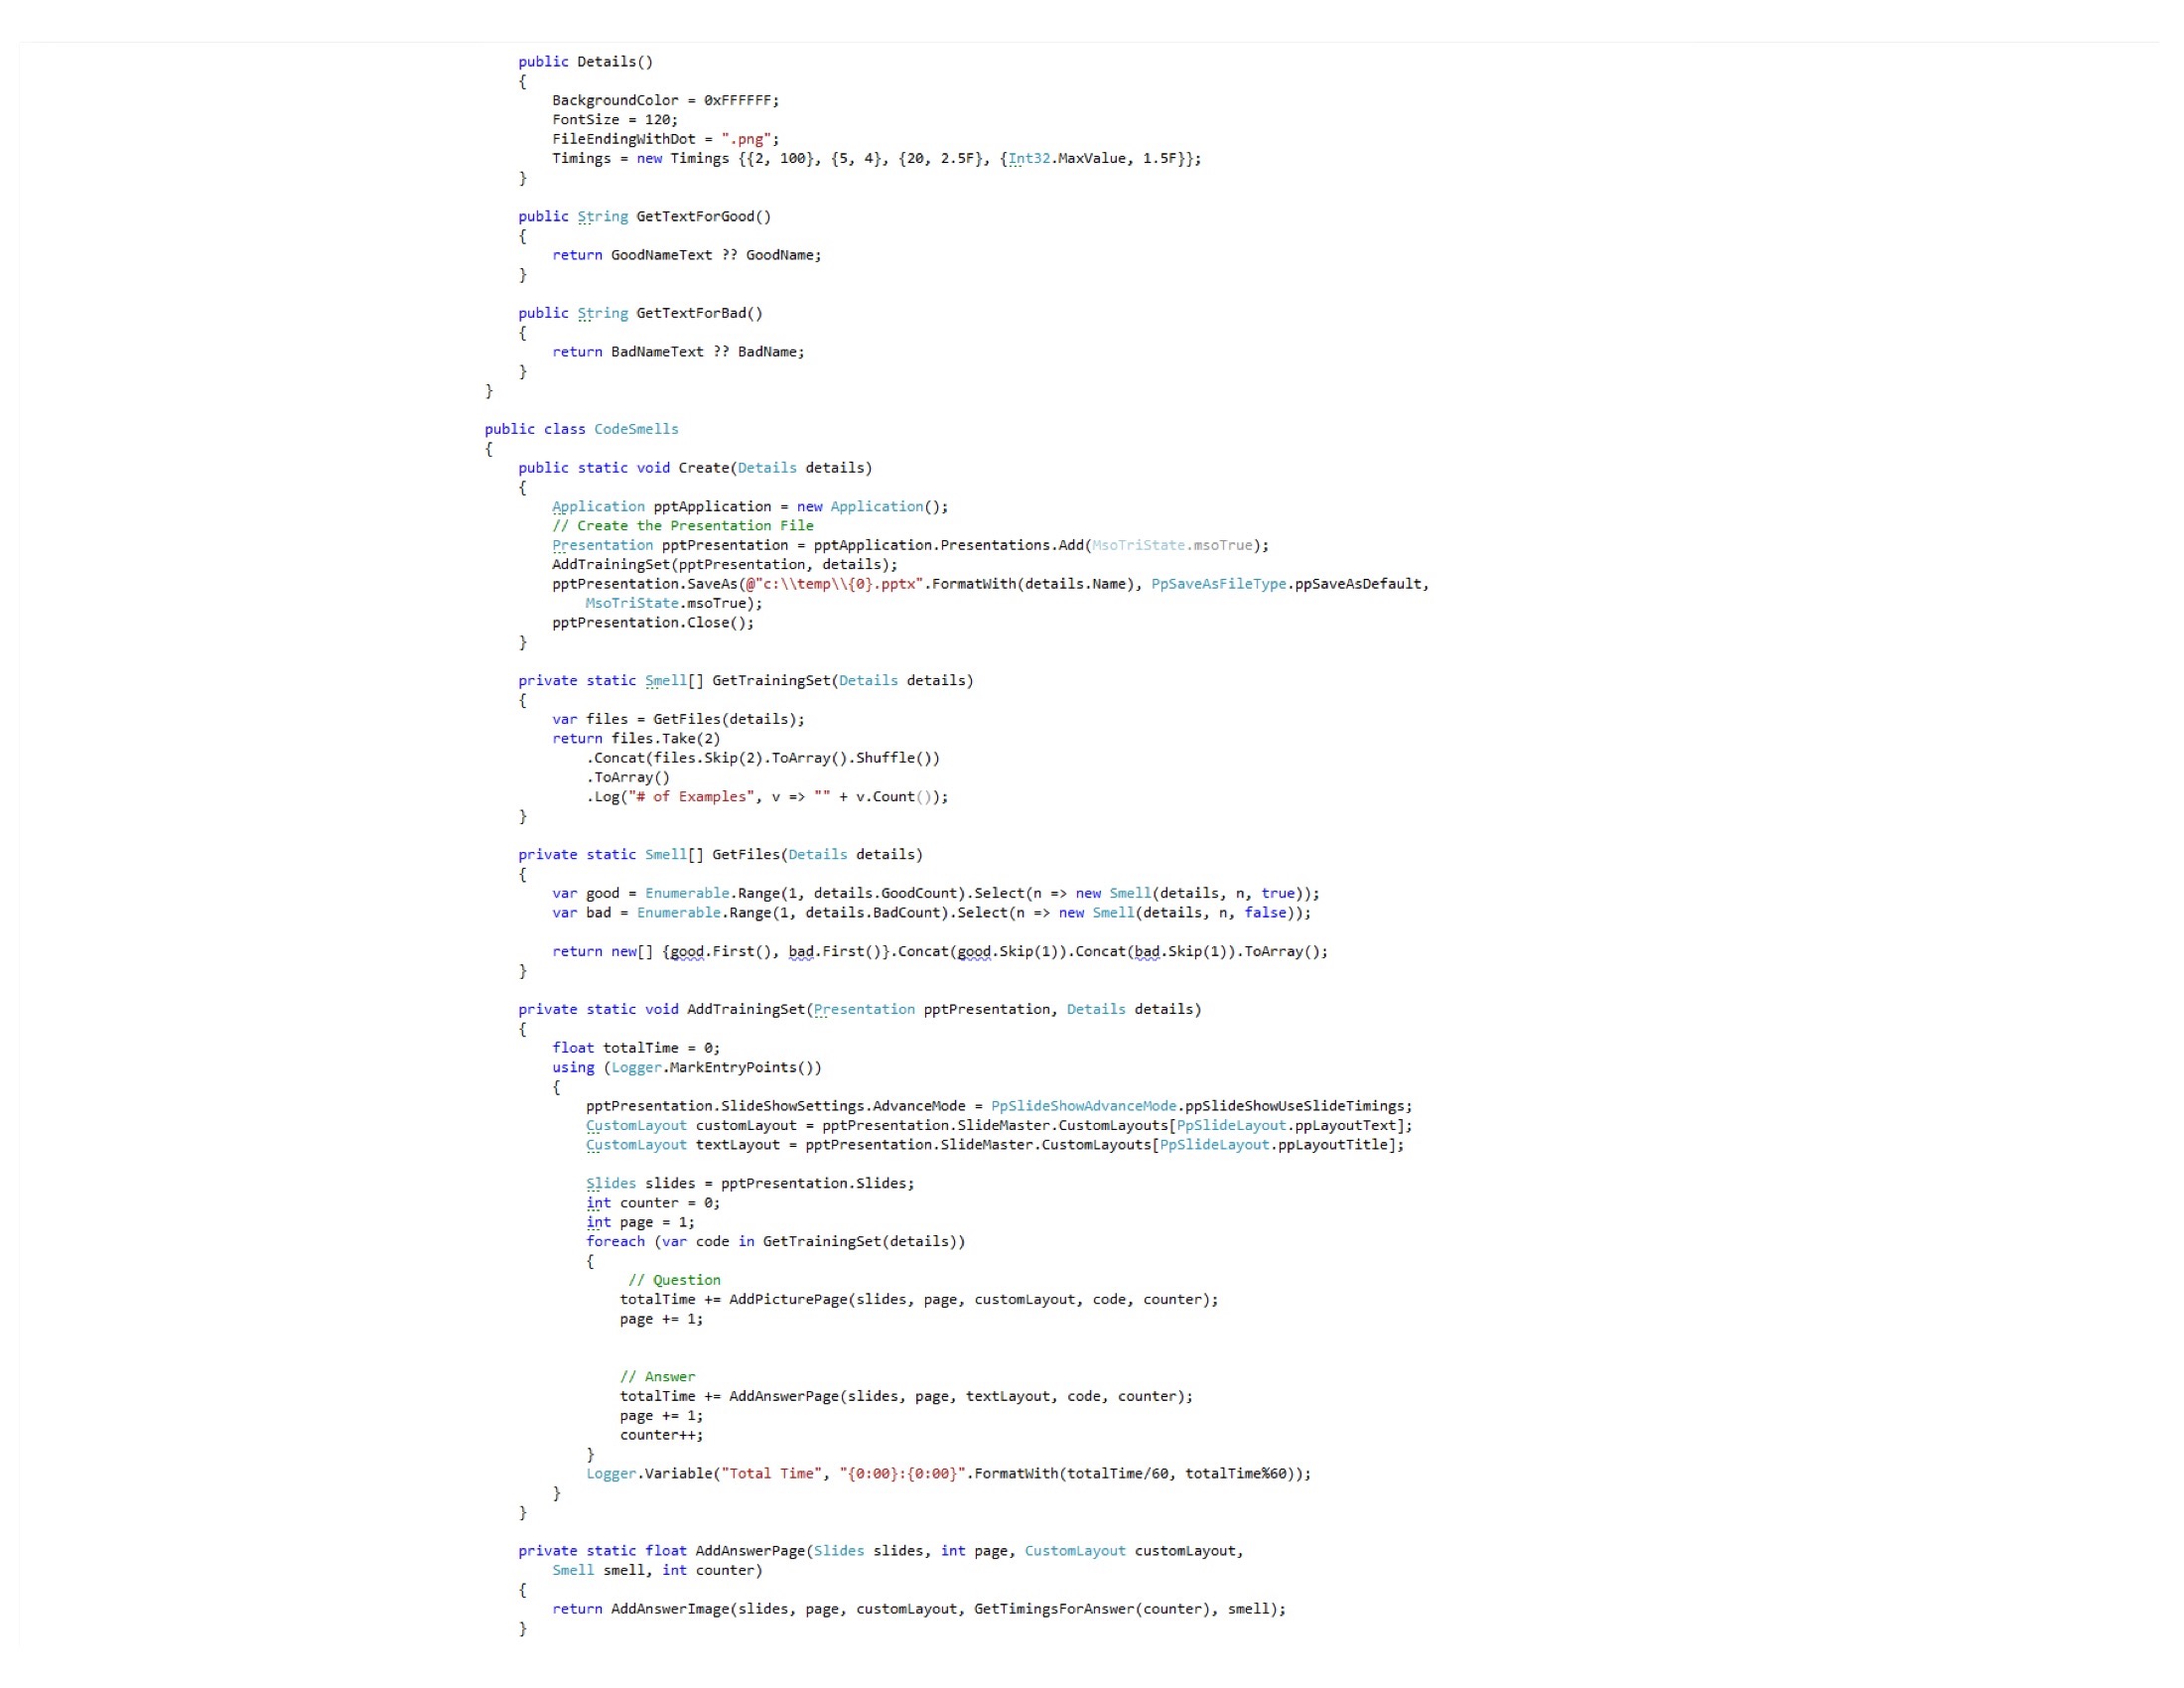 public Details()
{
BackgroundColor = 0xFFFFFF;
FontSize = 120;
FileEndingWithDot = ".png";
Timings = new Timings {{2, 100}, {5, 4}, {20, 2.5F}, {Int32.MaxValue, 1.5F}};
}
public String GetTextForGood()
{
return GoodNameText ?? GoodName;
}
public String GetTextForBad()
{
return BadNameText ?? BadName;
}
}
public class CodeSmells
{
public static void Create(Details details)
{
Application pptApplication = new Application();
// Create the Presentation File
Presentation pptPresentation = pptApplication.Presentations.Add(MsoTriState.msoTrue);
AddTrainingSet(pptPresentation, details);
pptPresentation.SaveAs(@"c:\\temp\\{0}.pptx".FormatWith(details.Name), PpSaveAsFileType.ppSaveAsDefault,
MsoTriState.msoTrue);
pptPresentation.Close();
}
private static Smell[] GetTrainingSet(Details details)
{
var files = GetFiles(details);
return files.Take(2)
.Concat(files.Skip(2).ToArray().Shuffle())
.ToArray()
.Log("# of Examples", v => "" + v.Count());
}
private static Smell[] GetFiles(Details details)
{
var good = Enumerable.Range(1, details.GoodCount).Select(n => new Smell(details, n, true));
var bad = Enumerable.Range(1, details.BadCount).Select(n => new Smell(details, n, false));
return new[] {good.First(), bad.First()}.Concat(good.Skip(1)).Concat(bad.Skip(1)).ToArray();
}
private static void AddTrainingSet(Presentation pptPresentation, Details details)
{
float totalTime = 0;
using (Logger.MarkEntryPoints())
{
pptPresentation.SlideShowSettings.AdvanceMode = PpSlideShowAdvanceMode.ppSlideShowUseSlideTimings;
CustomLayout customLayout = pptPresentation.SlideMaster.CustomLayouts[PpSlideLayout.ppLayoutText];
CustomLayout textLayout = pptPresentation.SlideMaster.CustomLayouts[PpSlideLayout.ppLayoutTitle];
Slides slides = pptPresentation.Slides;
int counter = 0;
int page = 1;
foreach (var code in GetTrainingSet(details))
{
// Question
totalTime += AddPicturePage(slides, page, customLayout, code, counter);
page += 1;
// Answer
totalTime += AddAnswerPage(slides, page, textLayout, code, counter);
page += 1;
counter++;
}
Logger.Variable("Total Time", "{0:00}:{0:00}".FormatWith(totalTime/60, totalTime%60));
}
}
private static float AddAnswerPage(Slides slides, int page, CustomLayout customLayout,
Smell smell, int counter)
{
return AddAnswerImage(slides, page, customLayout, GetTimingsForAnswer(counter), smell);
}